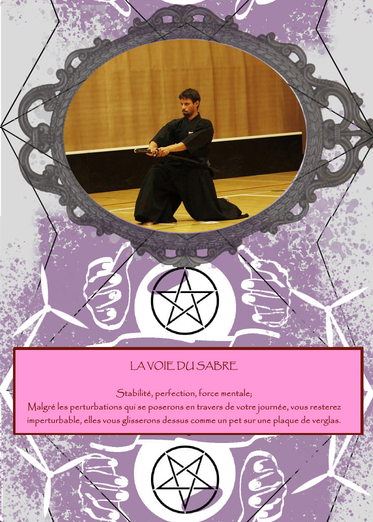 LA VOIE DU SABRE
Stabilité, perfection, force mentale;
Malgré les perturbations qui se poserons en travers de votre journée, vous resterez
imperturbable, elles vous glisserons dessus comme un pet sur une plaque de verglas.